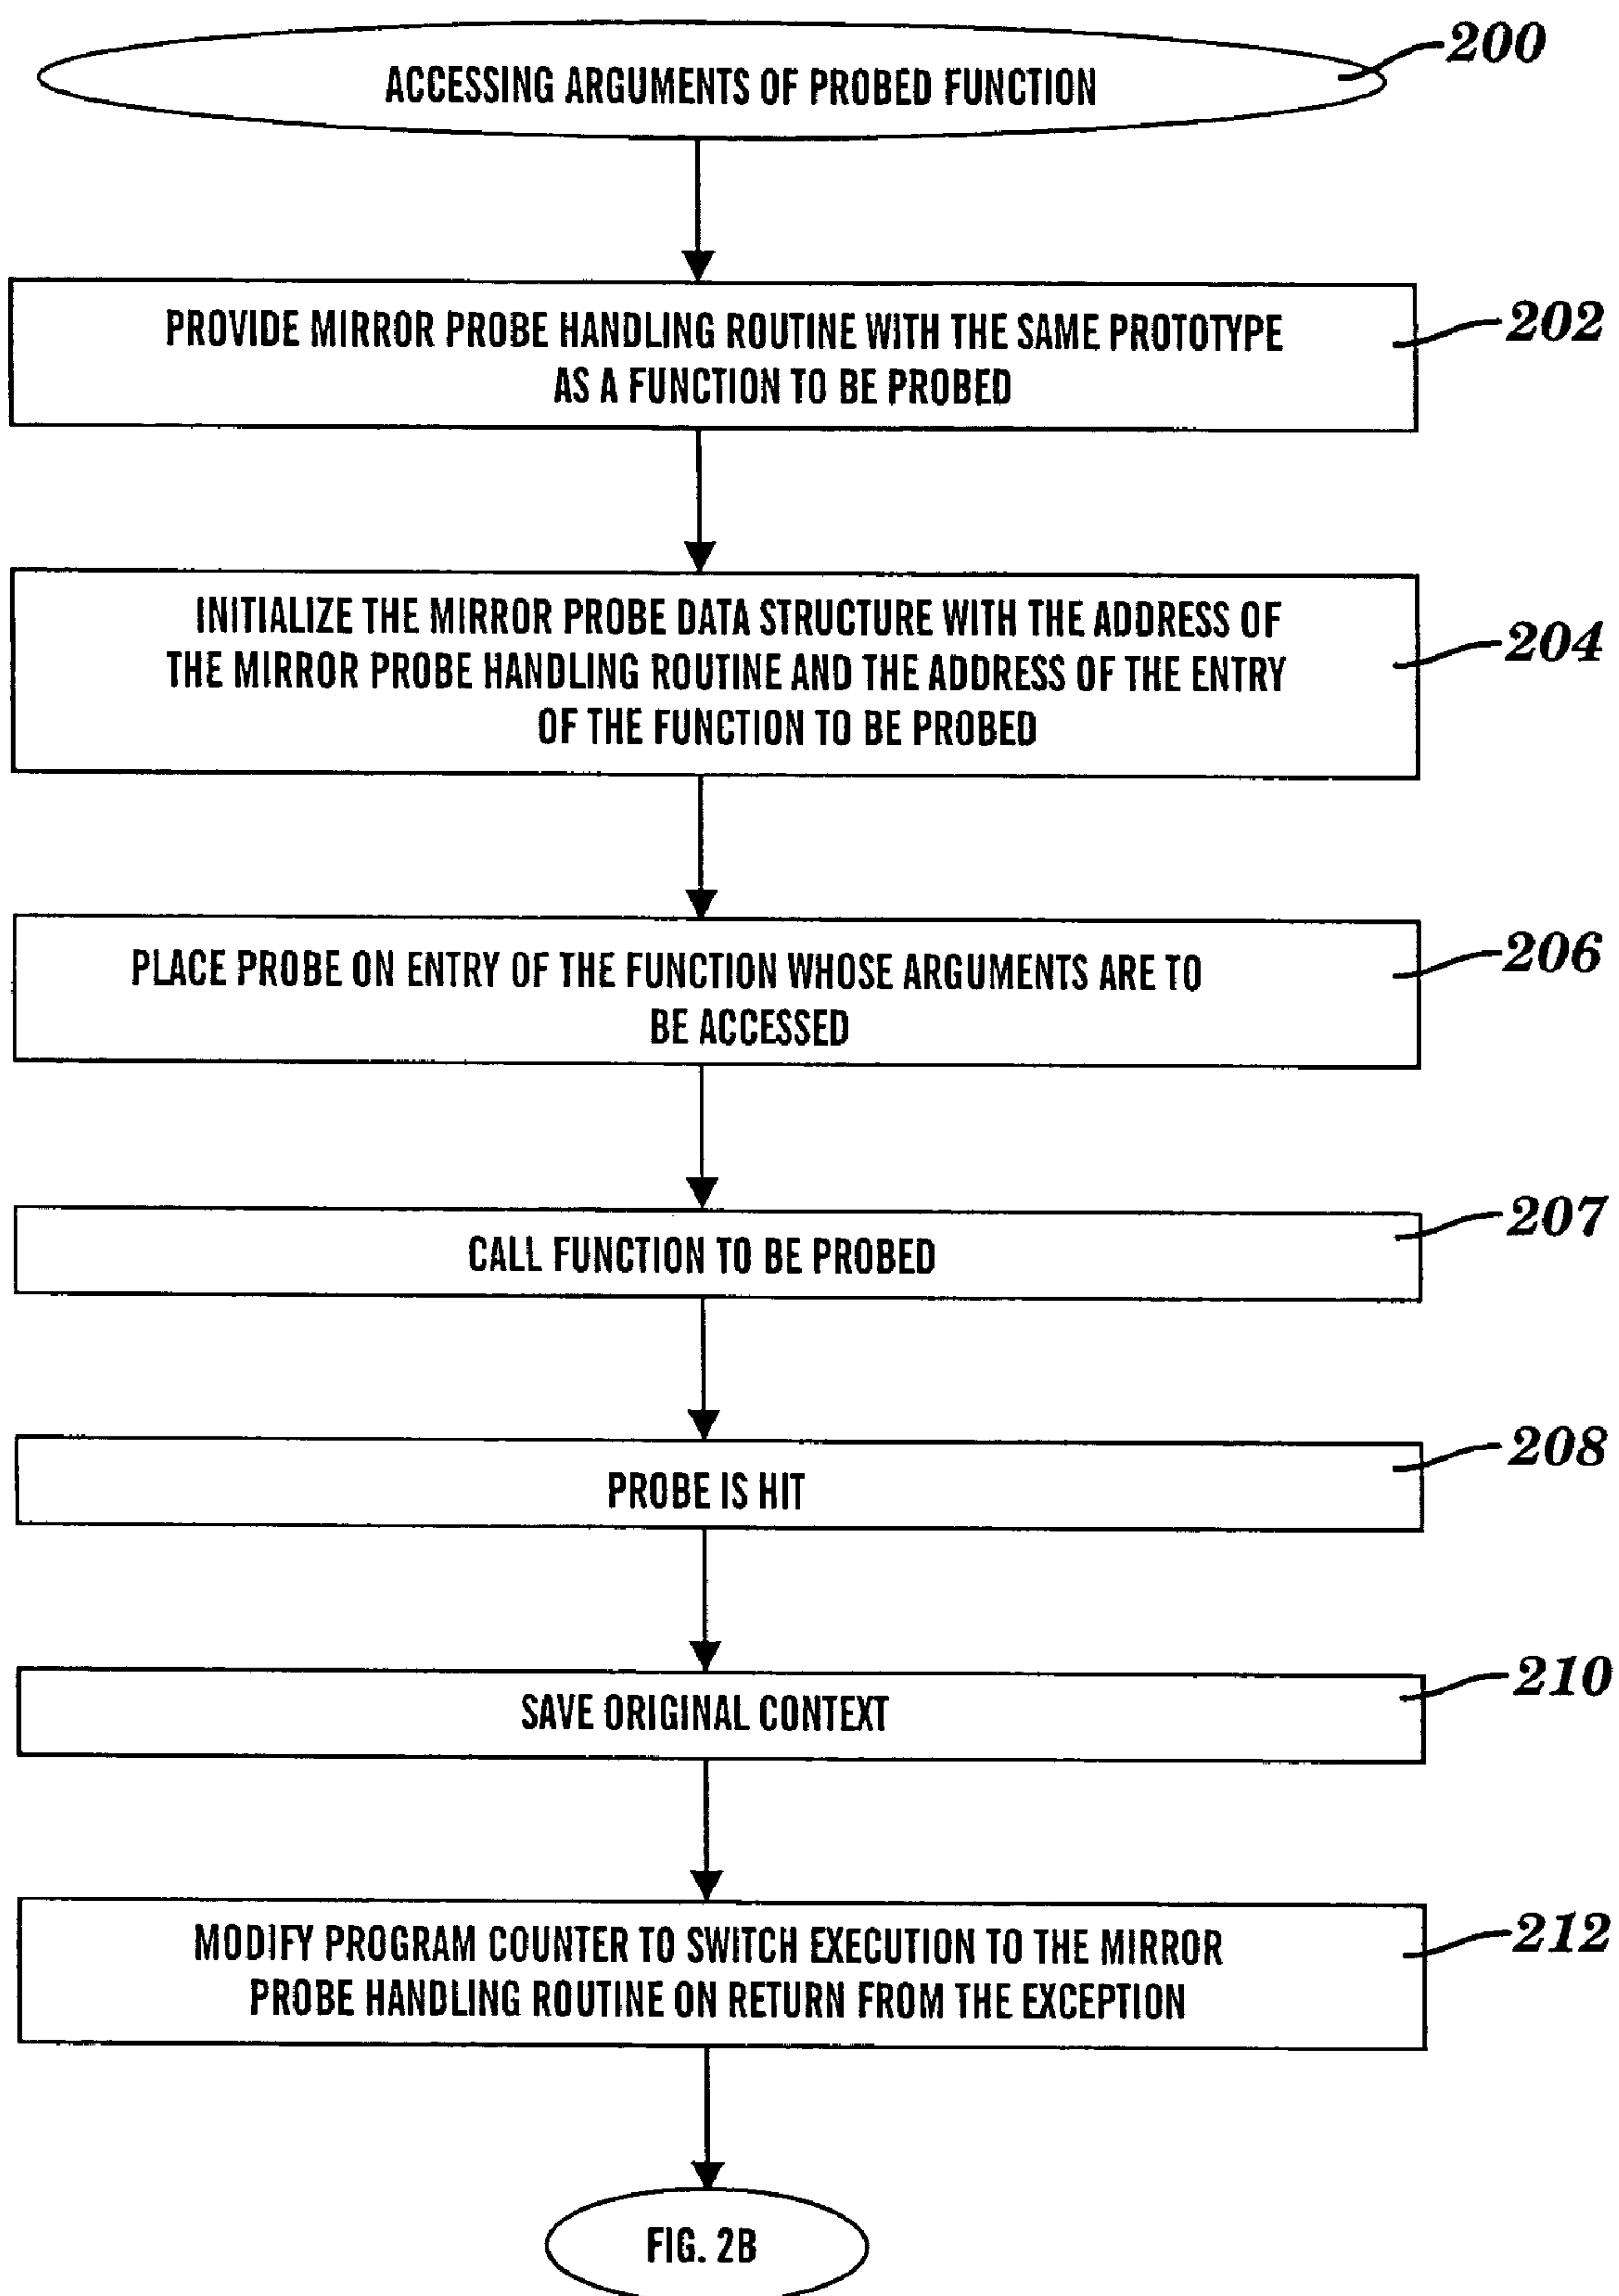 200
ACCESSING ARGUMENTS OF PROBED FUNCTION
202
PROVIDE MIRROR PROBE HANDLING ROUTINE WITH THE SAME PROTOTYPE
AS A FUNCTION TO BE PROBED
204
INITIALIZE THE MIRROR PROBE DATA STRUCTURE WITH THE ADDRESS OF
THE MIRROR PROBE HANDLING ROUTINE AND THE ADDRESS OF THE ENTRY
OF THE FUNCTION TO BE PROBED
206
PLACE PROBE ON ENTRY OF THE FUNCTION WHOSE ARGUMENTS ARE TO
BE ACCESSED
207
CALL FUNCTION TO BE PROBED
208
PROBE IS HIT
210
SAVE ORIGINAL CONTEXT
212
MODIFY PROGRAM COUNTER TO SWITCH EXECUTION TO THE MIRROR
PROBE HANDLING ROUTINE ON RETURN FROM THE EXCEPTION
FIG. 2B